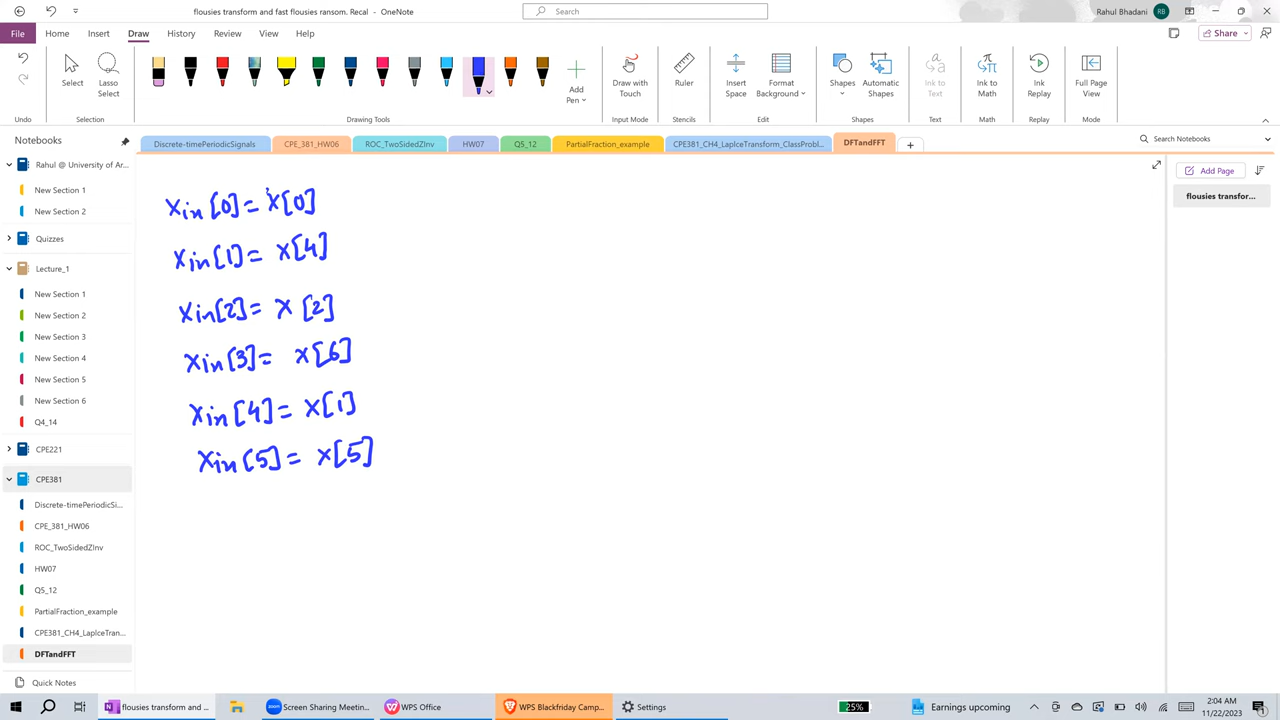 flousies transform and fast flousies ransom. Recal - OneNote
Search
Rahul Bhadani
RB
File
Home
Insert
Draw
History
Review
View
Help
Share
Undo
Select
Lasso Select
Selection
Add Pen
Drawing Tools
Draw with Touch
Input Mode
Ruler
Stencils
Insert Space
Format Background
Edit
Shapes
Automatic Shapes
Shapes
Ink to Text
Text
Ink to Math
Math
Ink Replay
Replay
Full Page View
Mode
Notebooks
Discrete-timePeriodicSignals
CPE_381_HW06
ROC_TwoSidedZInv
HW07
Q5_12
PartialFraction_example
CPE381_CH4_LaplceTransform_ClassProbl...
DFTandFFT
Search Notebooks
Add Page
flousies transfor...
Rahul @ University of Ar...
New Section 1
New Section 2
Quizzes
Lecture_1
New Section 1
New Section 2
New Section 3
New Section 4
New Section 5
New Section 6
Q4_14
CPE221
CPE381
Discrete-timePeriodicSi...
CPE_381_HW06
ROC_TwoSidedZInv
HW07
Q5_12
PartialFraction_example
CPE381_CH4_LaplceTran...
DFTandFFT
Quick Notes
Xin[0] = X[0]
Xin[1] = X[4]
Xin[2] = X[2]
Xin[3] = X[6]
Xin[4] = X[1]
Xin[5] = X[5]
flousies transform and ...
Screen Sharing Meetin...
WPS Office
WPS Blackfriday Camp...
Settings
25%
Earnings upcoming
2:04 AM
11/22/2023